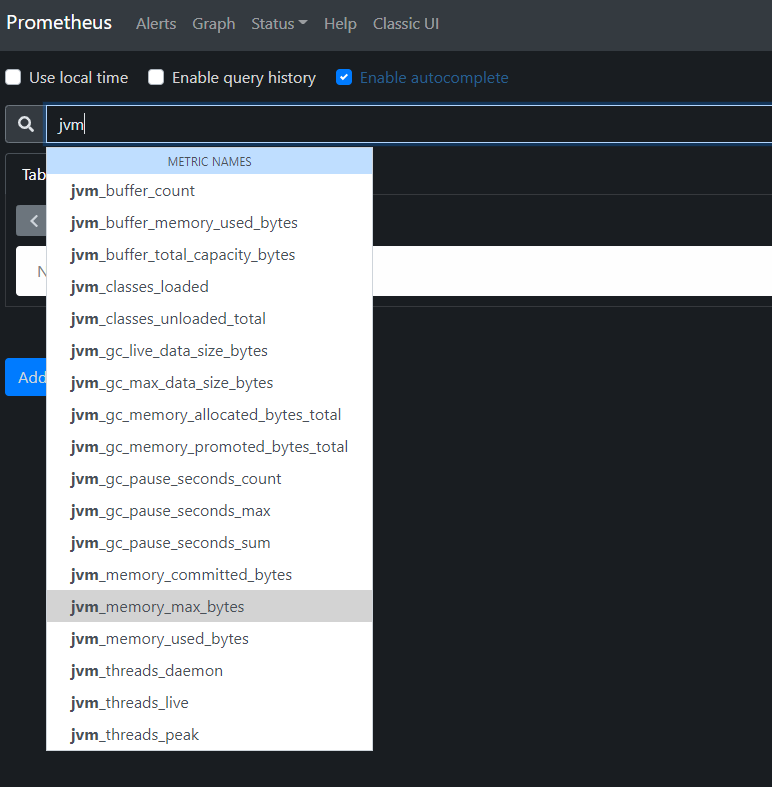 Prometheus Alerts Graph Status Help Classic UI
Use local time Enable query history Enable autocomplete
jvm
METRIC NAMES
Tab
jvm_buffer_count
jvm_buffer_memory_used_bytes
jvm_buffer_total_capacity_bytes
N
jvm_classes_loaded
jvm_classes_unloaded_total
jvm_gc_live_data_size_bytes
Add
jvm_gc_max_data_size_bytes
jvm_gc_memory_allocated_bytes_total
jvm_gc_memory_promoted_bytes_total
jvm_gc_pause_seconds_count
jvm_gc_pause_seconds_max
jvm_gc_pause_seconds_sum
jvm_memory_committed_bytes
jvm_memory_max_bytes
jvm_memory_used_bytes
jvm_threads_daemon
jvm_threads_live
jvm_threads_peak